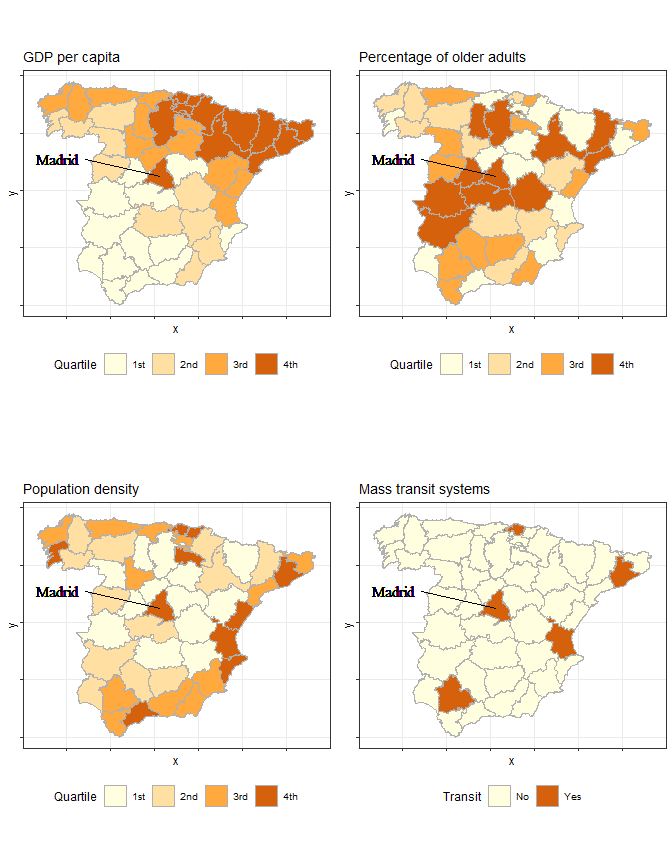 GDP per capita
Percentage of older adults
Madrid
Madrid
y
x
x
Quartile 1st 2nd 3rd 4th
Quartile 1st 2nd 3rd 4th
Population density
Mass transit systems
Madrid
Madrid
y
x
x
Quartile 1st 2nd 3rd 4th
Transit No Yes